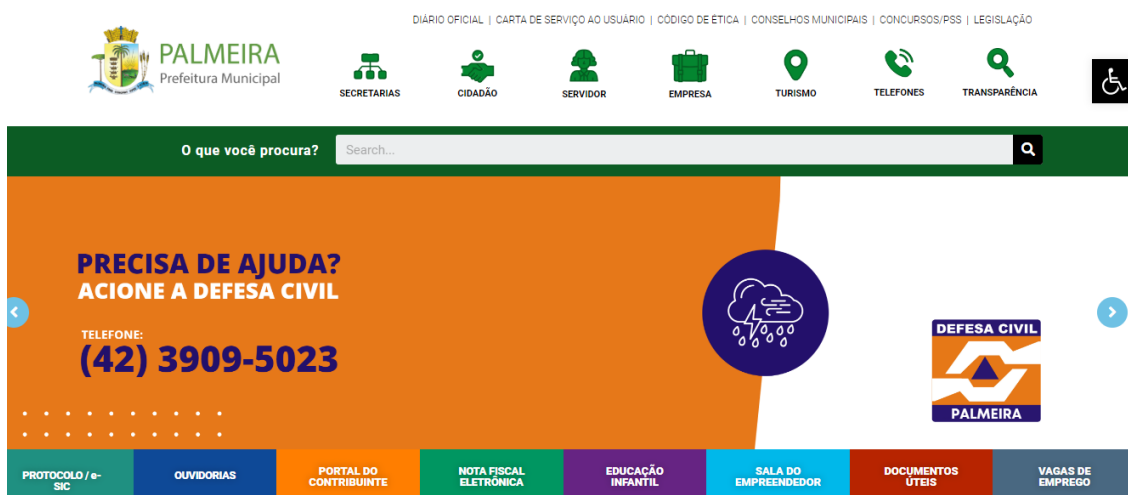 DIÁRIO OFICIAL | CARTA DE SERVIÇO AO USUÁRIO | CÓDIGO DE ÉTICA | CONSELHOS MUNICIPAIS | CONCURSOS/PSS | LEGISLAÇÃO
PALMEIRA
Prefeitura Municipal
SECRETARIAS
CIDADÃO
SERVIDOR
EMPRESA
TURISMO
TELEFONES
TRANSPARÊNCIA
O que você procura?
Search...
PRECISA DE AJUDA?
ACIONE A DEFESA CIVIL
TELEFONE:
(42) 3909-5023
DEFESA CIVIL
PALMEIRA
PROTOCOLO / e-
SIC
OUVIDORIAS
PORTAL DO
CONTRIBUINTE
NOTA FISCAL
ELETRÔNICA
EDUCAÇÃO
INFANTIL
SALA DO
EMPREENDEDOR
DOCUMENTOS
ÚTEIS
VAGAS DE
EMPREGO